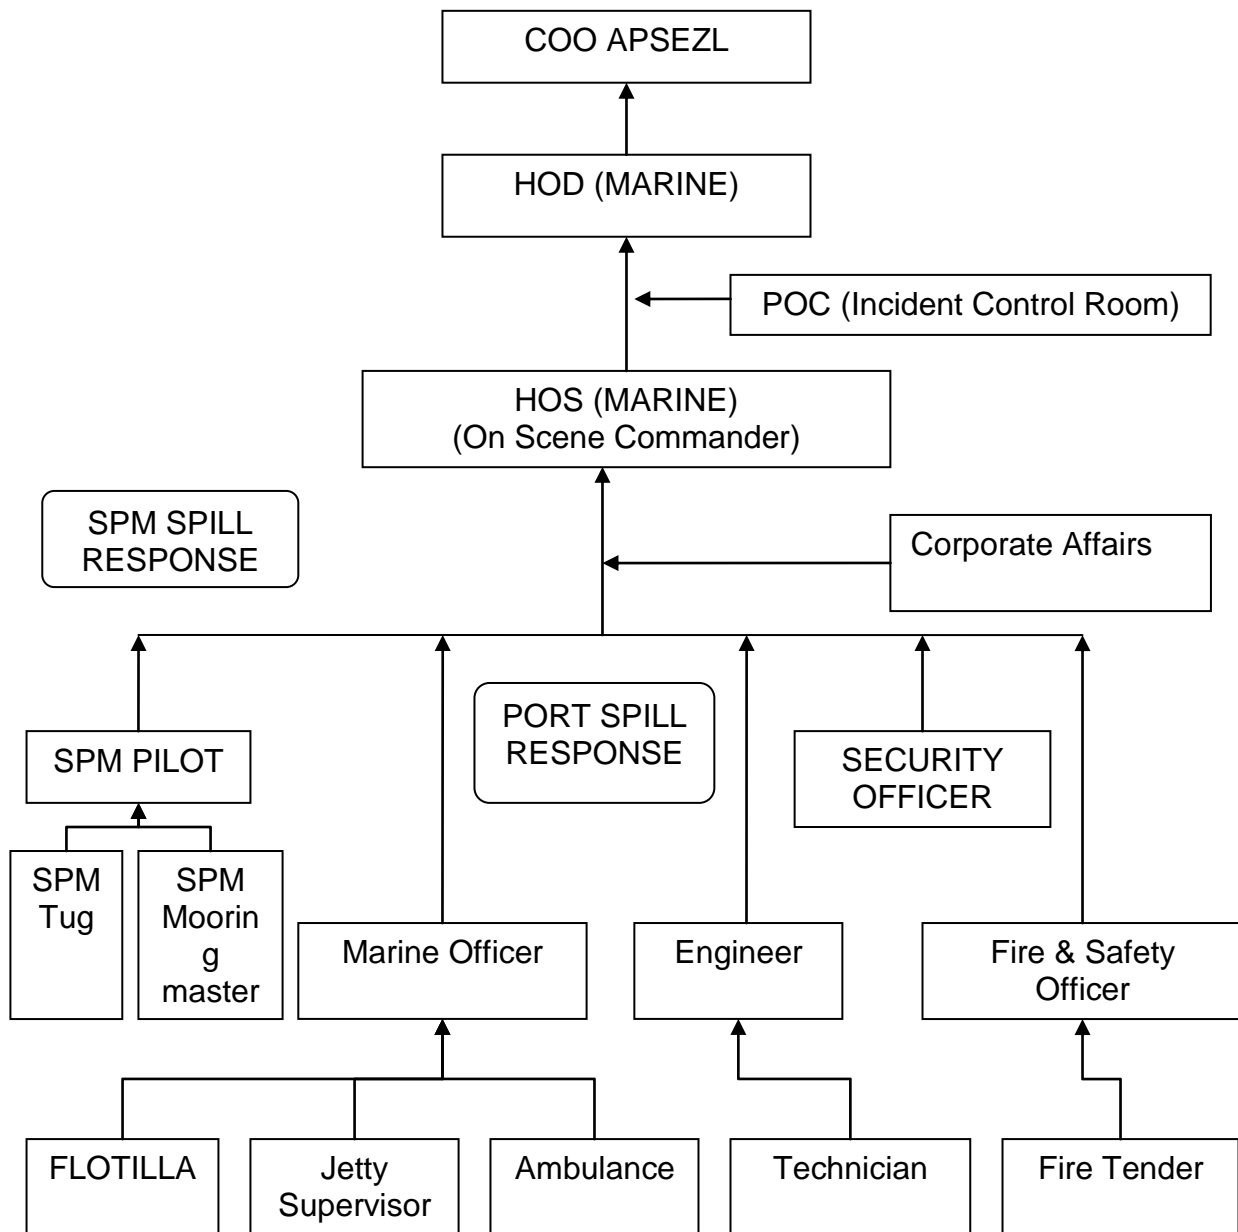 COO APSEZL
HOD (MARINE)
POC (Incident Control Room)
HOS (MARINE)
(On Scene Commander)
SPM SPILL
RESPONSE
Corporate Affairs
PORT SPILL
RESPONSE
SPM PILOT
SECURITY
OFFICER
SPM
Tug
SPM
Moorin
g
master
Marine Officer
Engineer
Fire & Safety
Officer
FLOTILLA
Jetty
Supervisor
Ambulance
Technician
Fire Tender